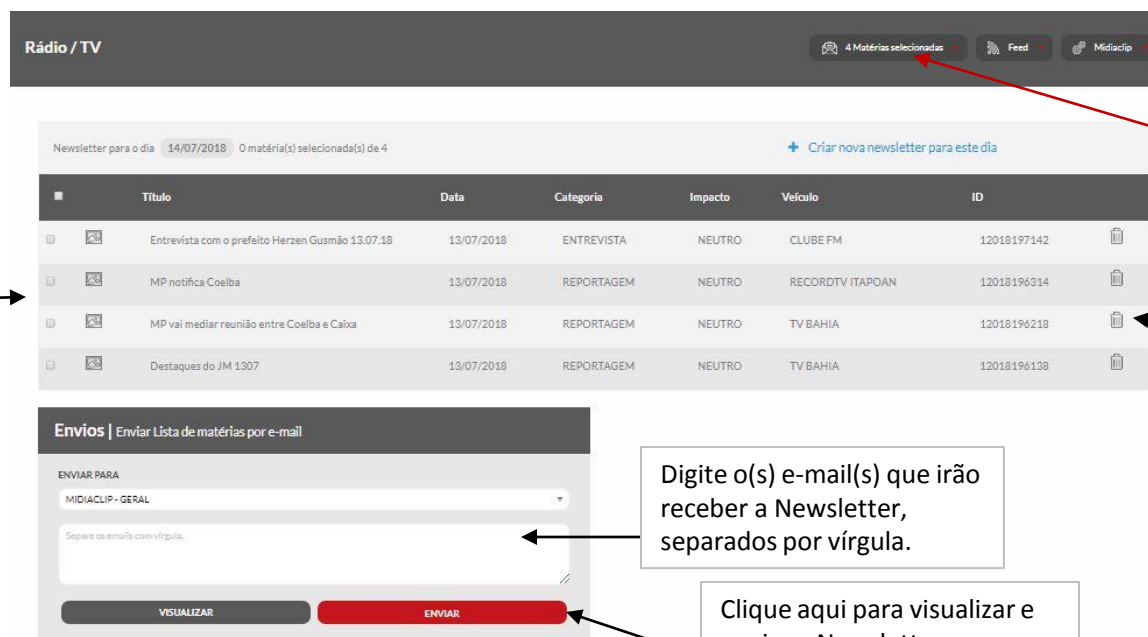 Rádio / TV
4 Matérias selecionadas
Feed
Midiaclip
Newsletter para o dia 14/07/2018 0 matéria(s) selecionada(s) de 4
+ Criar nova newsletter para este dia
Título Data Categoria Impacto Veículo ID
Entrevista com o prefeito Herzen Gusmão 13.07.18 13/07/2018 ENTREVISTA NEUTRO CLUBE FM 12018197142
MP notifica Coelba 13/07/2018 REPORTAGEM NEUTRO RECORDTV ITAPOAN 12018196314
MP vai mediar reunião entre Coelba e Caixa 13/07/2018 REPORTAGEM NEUTRO TV BAHIA 12018196218
Destaques do JM 1307 13/07/2018 REPORTAGEM NEUTRO TV BAHIA 12018196138
Envios | Enviar Lista de matérias por e-mail
ENVIAR PARA
MIDIACLIP - GERAL
Separe os emails com vírgula.
VISUALIZAR ENVIAR
Digite o(s) e-mail(s) que irão
receber a Newsletter,
separados por vírgula.
Clique aqui para visualizar e